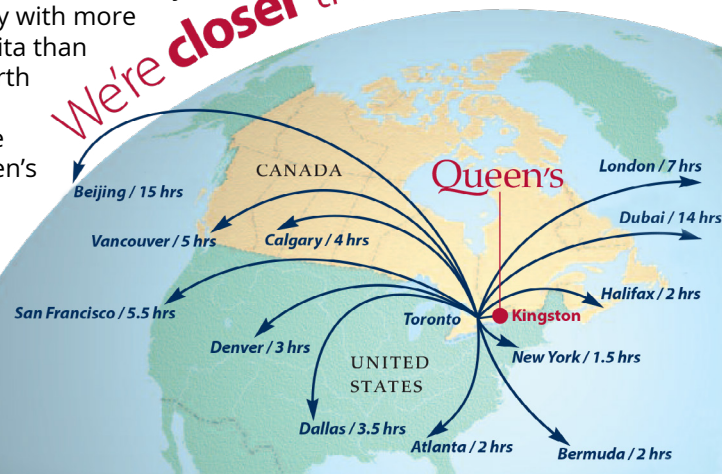 y with more
ita than
rth
en's
We're closer
CANADA
Queen's
Beijing / 15 hrs
London / 7 hrs
Vancouver / 5 hrs
Calgary / 4 hrs
Dubai / 14 hrs
San Francisco / 5.5 hrs
Halifax / 2 hrs
Toronto
Kingston
Denver / 3 hrs
New York / 1.5 hrs
UNITED
STATES
Dallas / 3.5 hrs
Atlanta / 2 hrs
Bermuda / 2 hrs